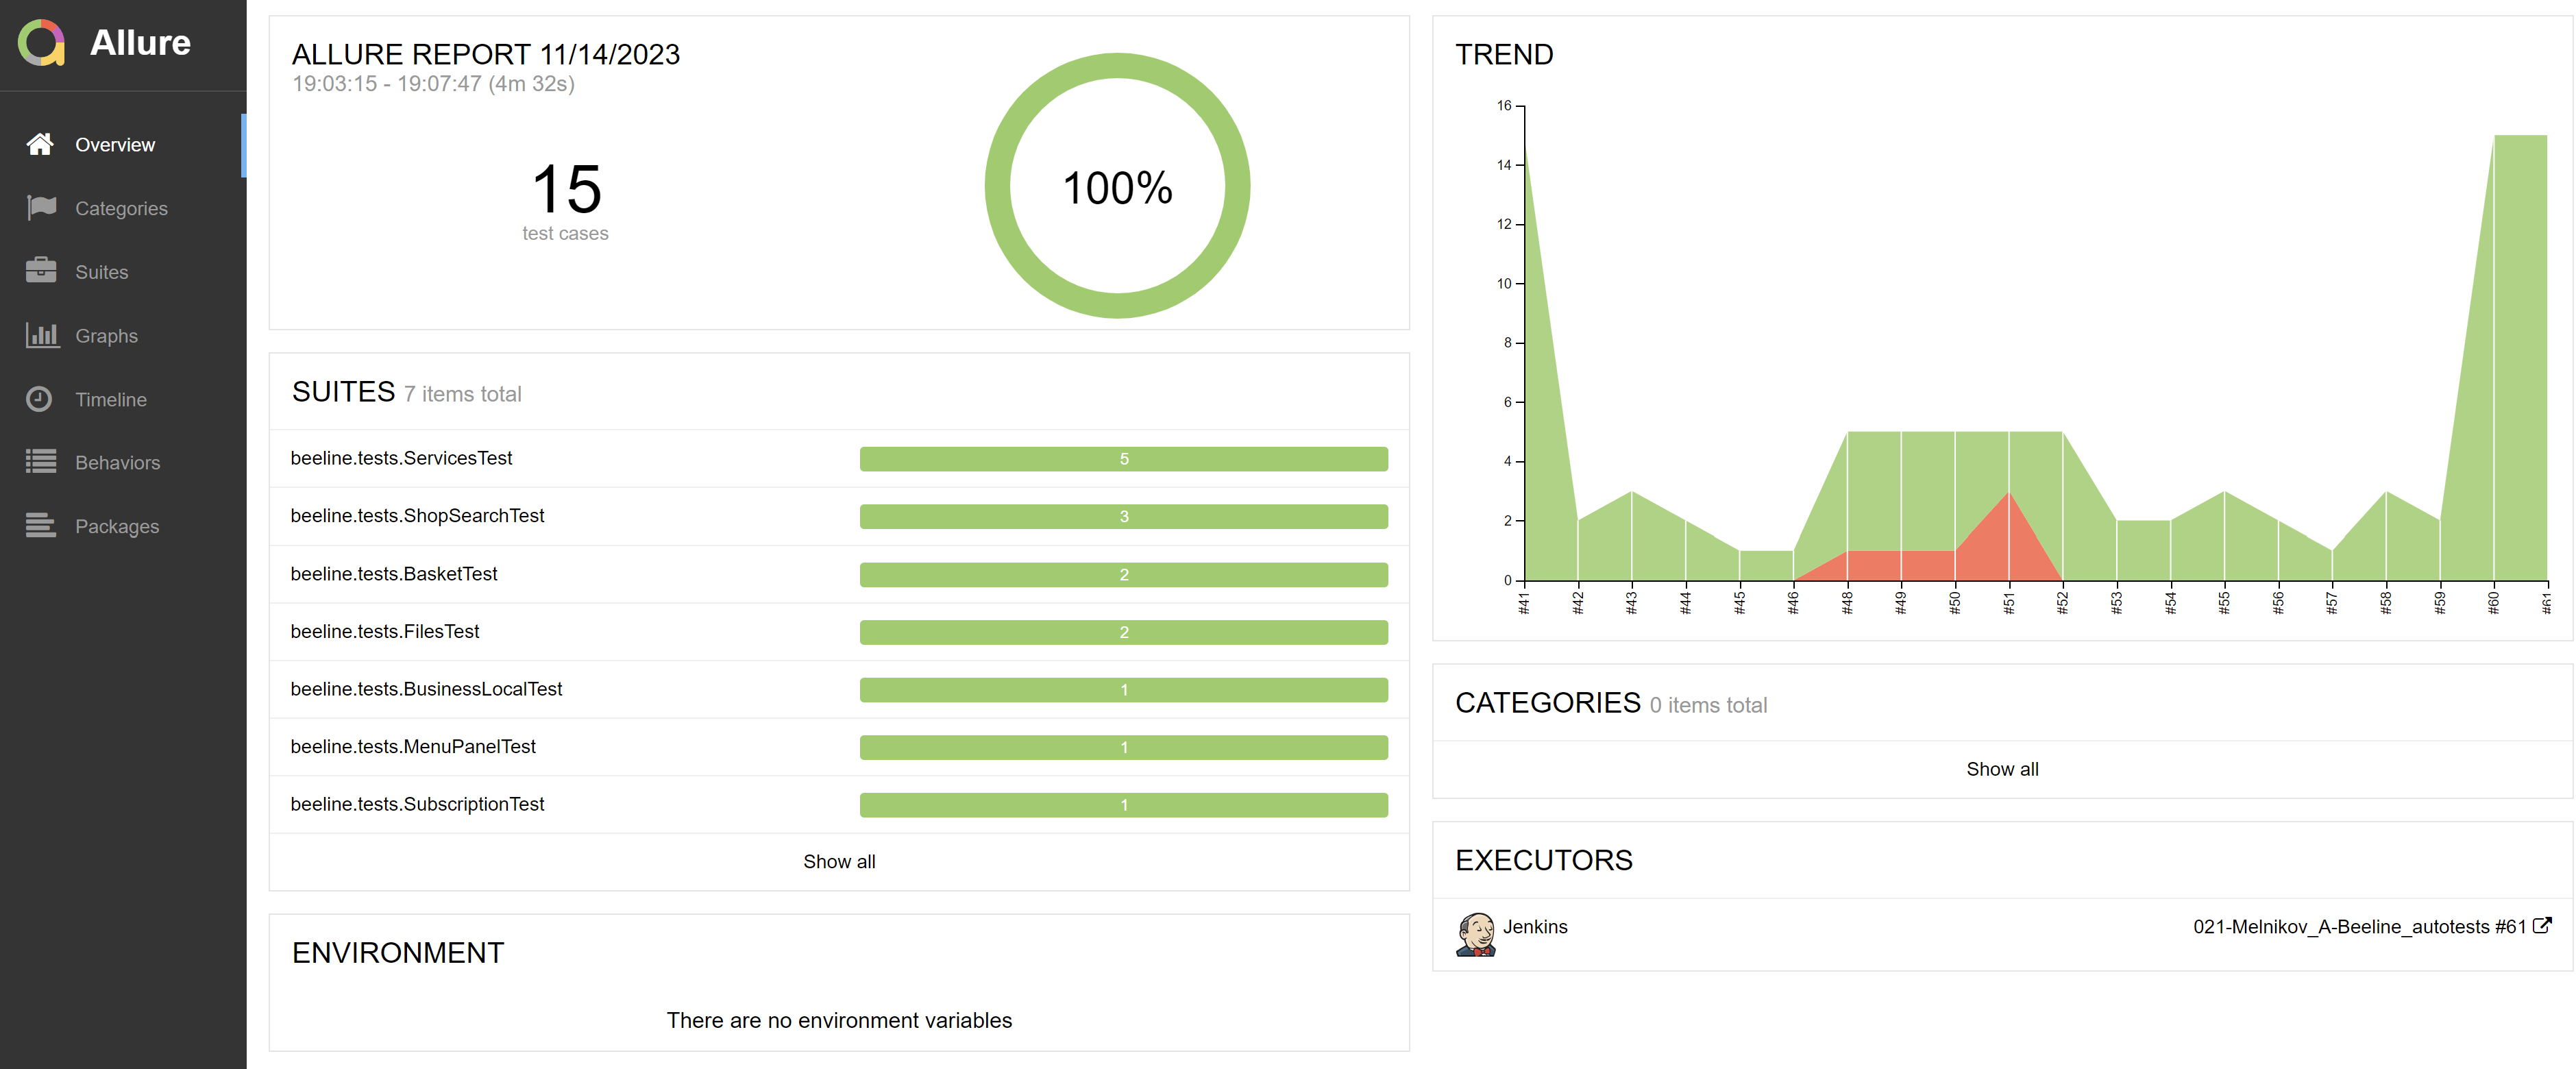 Allure
Overview
Categories
Suites
Graphs
Timeline
Behaviors
Packages
ALLURE REPORT 11/14/2023
19:03:15 - 19:07:47 (4m 32s)
15
test cases
100%
SUITES 7 items total
beeline.tests.ServicesTest 5
beeline.tests.ShopSearchTest 3
beeline.tests.BasketTest 2
beeline.tests.FilesTest 2
beeline.tests.BusinessLocalTest 1
beeline.tests.MenuPanelTest 1
beeline.tests.SubscriptionTest 1
Show all
ENVIRONMENT
There are no environment variables
TREND
16
14
12
10
8
6
4
2
0
#41 #42 #43 #44 #45 #46 #48 #49 #50 #51 #52 #53 #54 #55 #56 #57 #58 #59 #60 #61
CATEGORIES 0 items total
Show all
EXECUTORS
Jenkins 021-Melnikov_A-Beeline_autotests #61